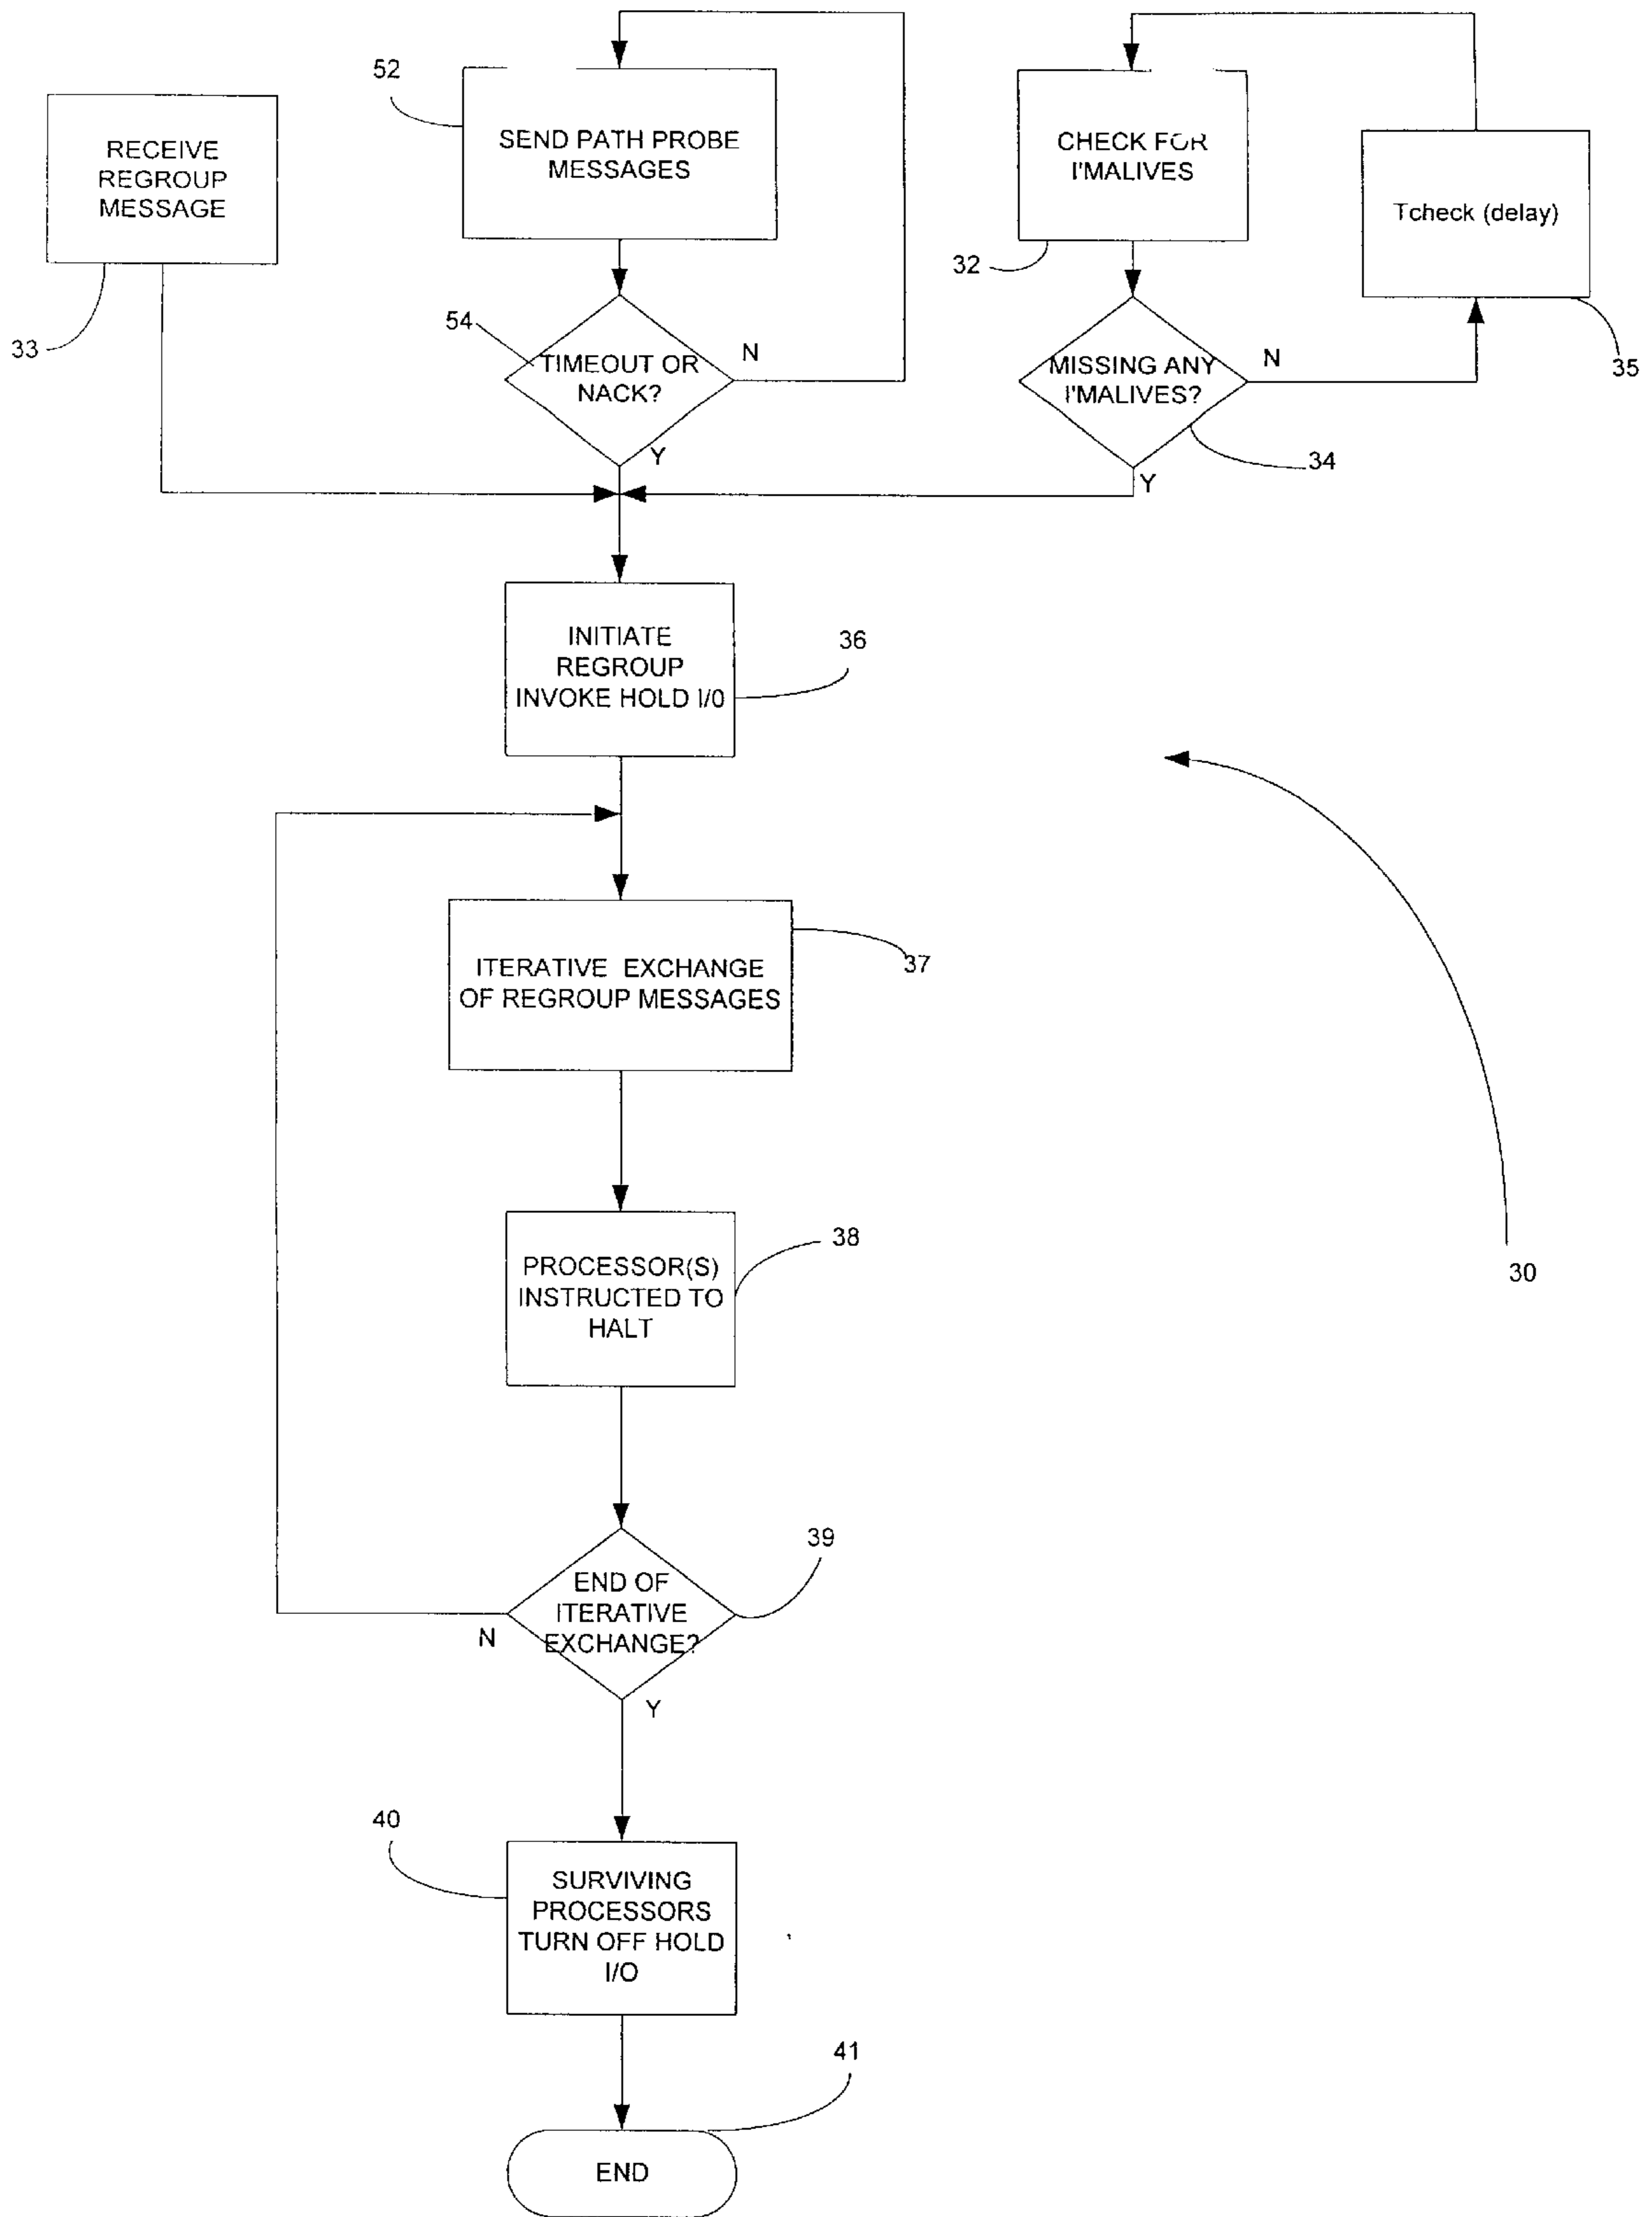 52
RECEIVE
REGROUP
MESSAGE
33
SEND PATH PROBE
MESSAGES
54
TIMEOUT OR
NACK?
N
Y
CHECK FOR
I'MALIVES
32
Tcheck (delay)
35
MISSING ANY
I'MALIVES?
N
34
Y
INITIATE
REGROUP
INVOKE HOLD I/0
36
ITERATIVE EXCHANGE
OF REGROUP MESSAGES
37
PROCESSOR(S)
INSTRUCTED TO
HALT
38
30
END OF
ITERATIVE
EXCHANGE?
39
N
Y
40
SURVIVING
PROCESSORS
TURN OFF HOLD
I/O
41
END